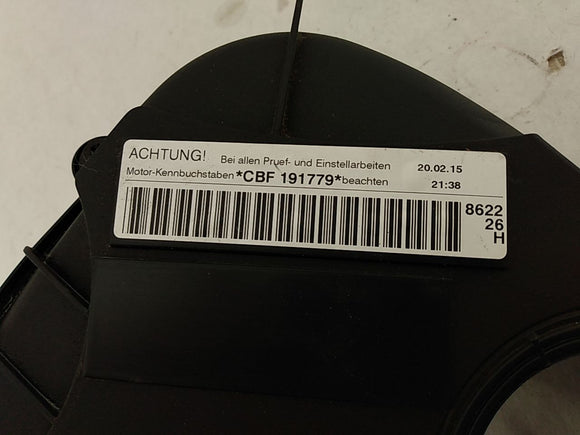 ACHTUNG! Bei allen Pruef- und Einstellarbeiten 20.02.15
Motor-Kennbuchstaben *CBF 191779* beachten 21:38
8622
26
H